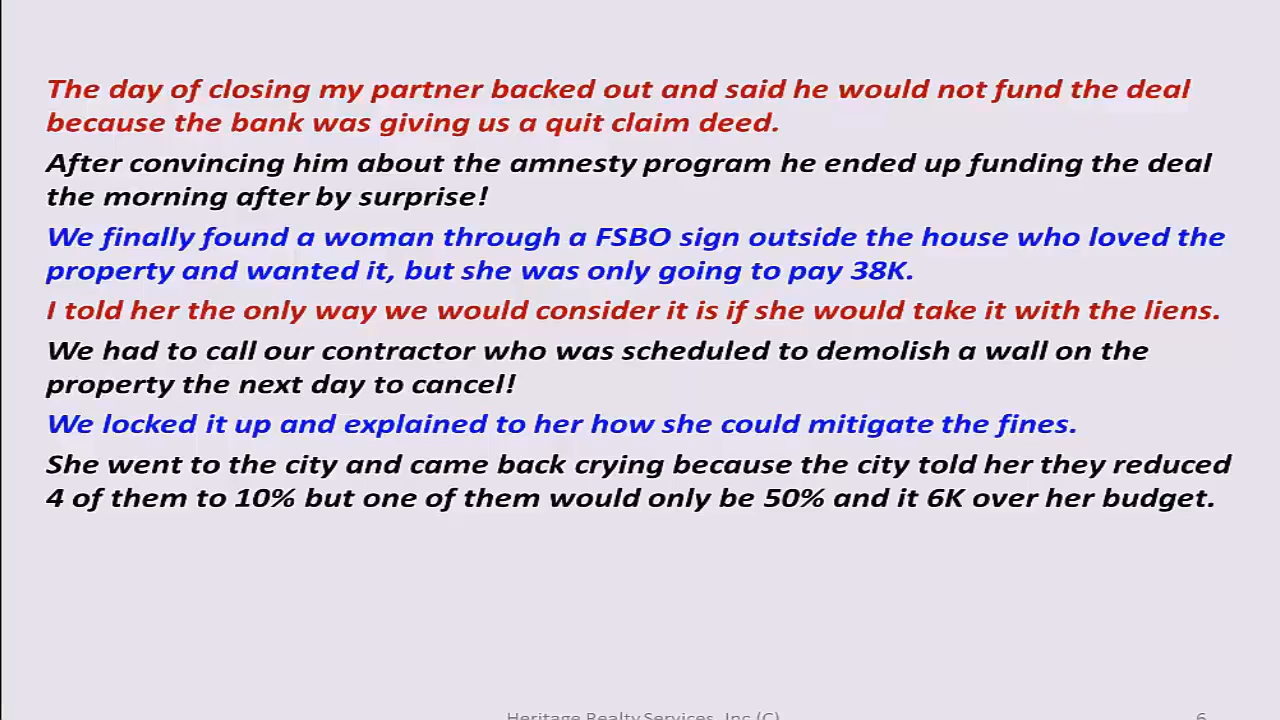 The day of closing my partner backed out and said he would not fund the deal
because the bank was giving us a quit claim deed.
After convincing him about the amnesty program he ended up funding the deal
the morning after by surprise!
We finally found a woman through a FSBO sign outside the house who loved the
property and wanted it, but she was only going to pay 38K.
I told her the only way we would consider it is if she would take it with the liens.
We had to call our contractor who was scheduled to demolish a wall on the
property the next day to cancel!
We locked it up and explained to her how she could mitigate the fines.
She went to the city and came back crying because the city told her they reduced
4 of them to 10% but one of them would only be 50% and it 6K over her budget.
Heritage Realty Services, Inc (C)
6